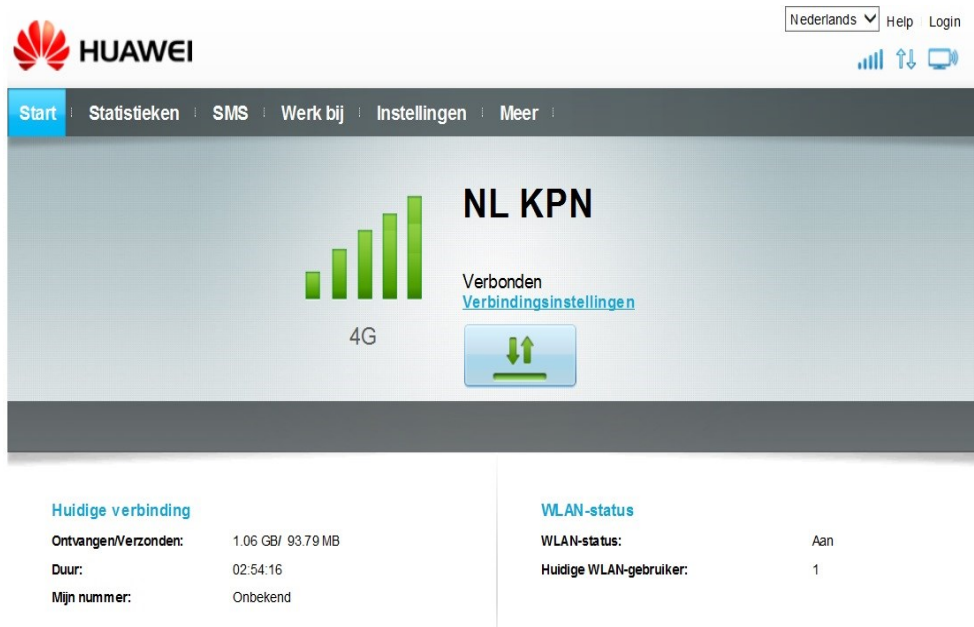 Nederlands Help Login
HUAWEI
Start Statistieken SMS Werk bij Instellingen Meer
NL KPN
Verbonden
Verbindingsinstellingen
4G
Huidige verbinding
Ontvangen/Verzonden: 1.06 GB/ 93.79 MB
Duur: 02:54:16
Mijn nummer: Onbekend
WLAN-status
WLAN-status: Aan
Huidige WLAN-gebruiker: 1